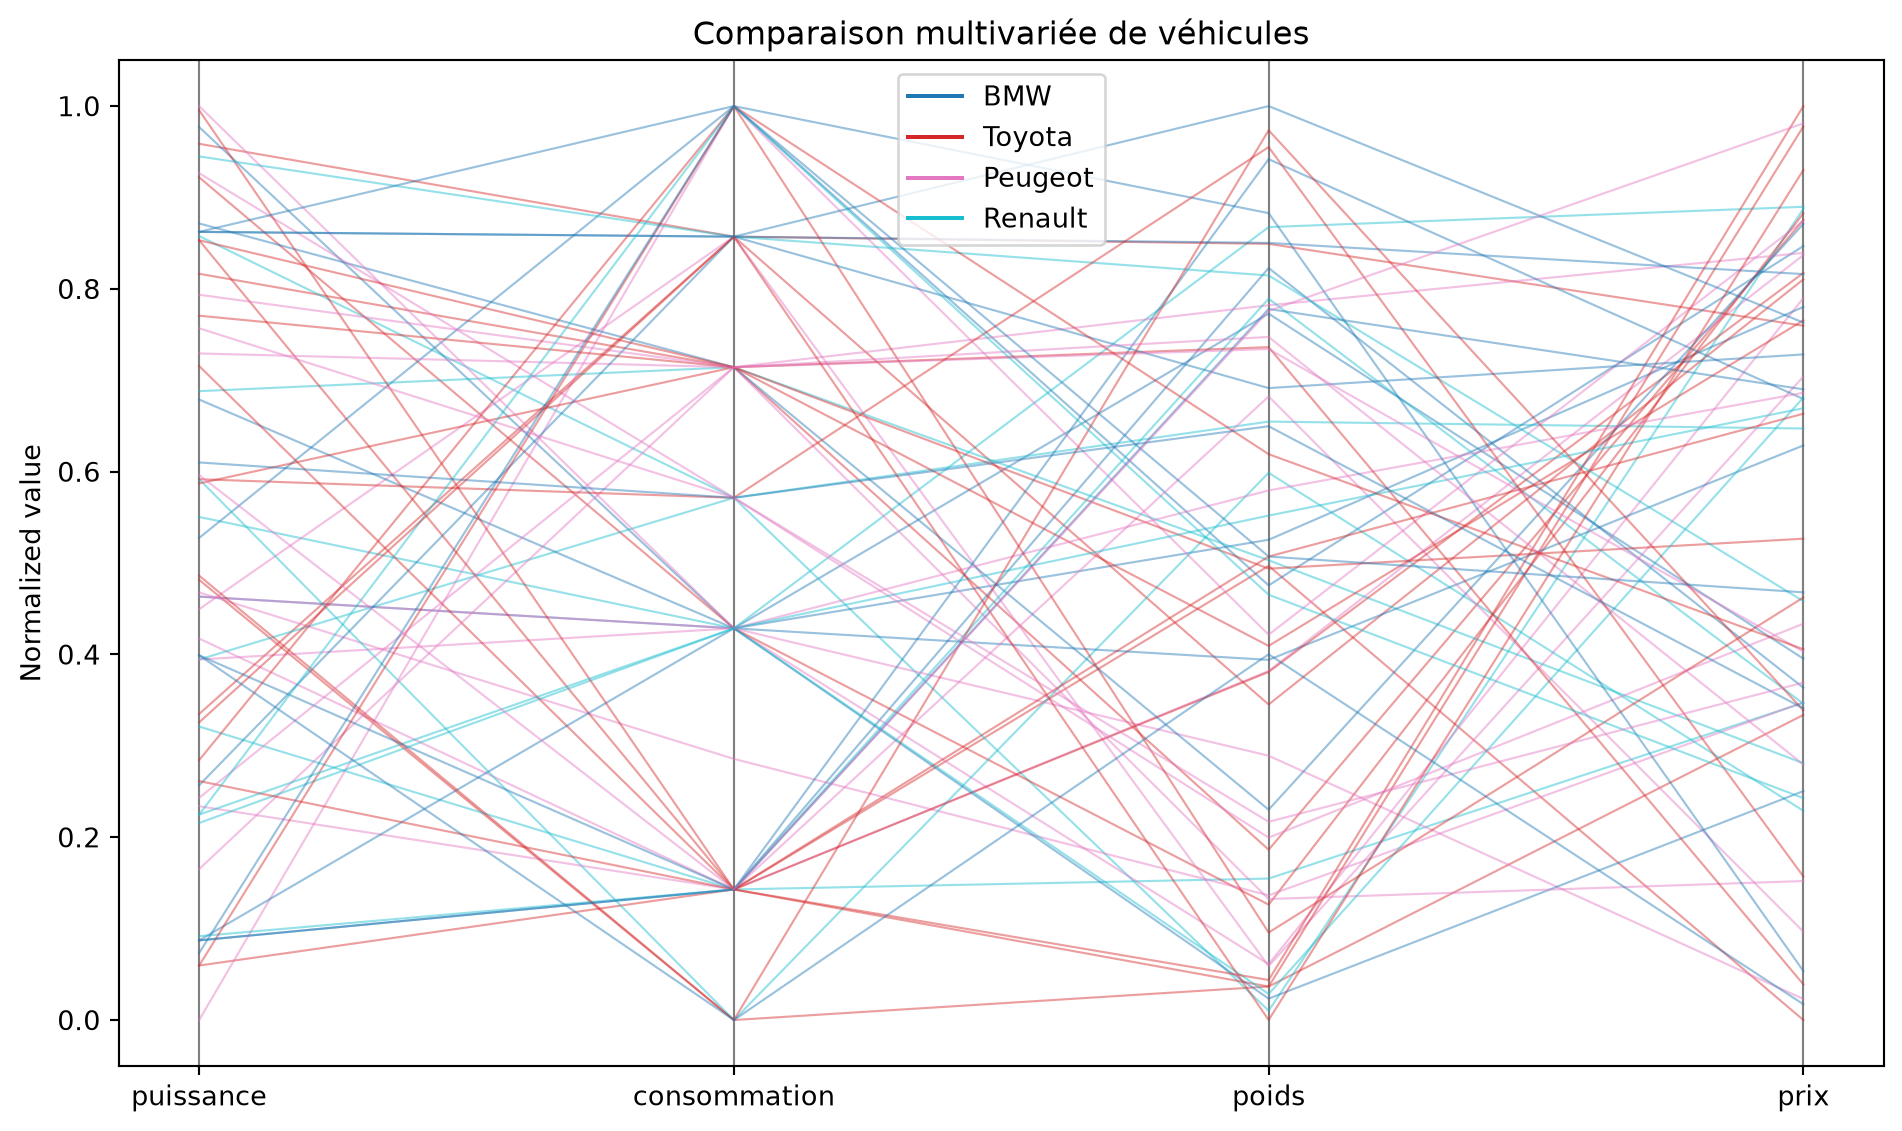 Comparaison multivariée de véhicules
BMW
Toyota
Peugeot
Renault
Normalized value
1.0
0.8
0.6
0.4
0.2
0.0
puissance
consommation
poids
prix